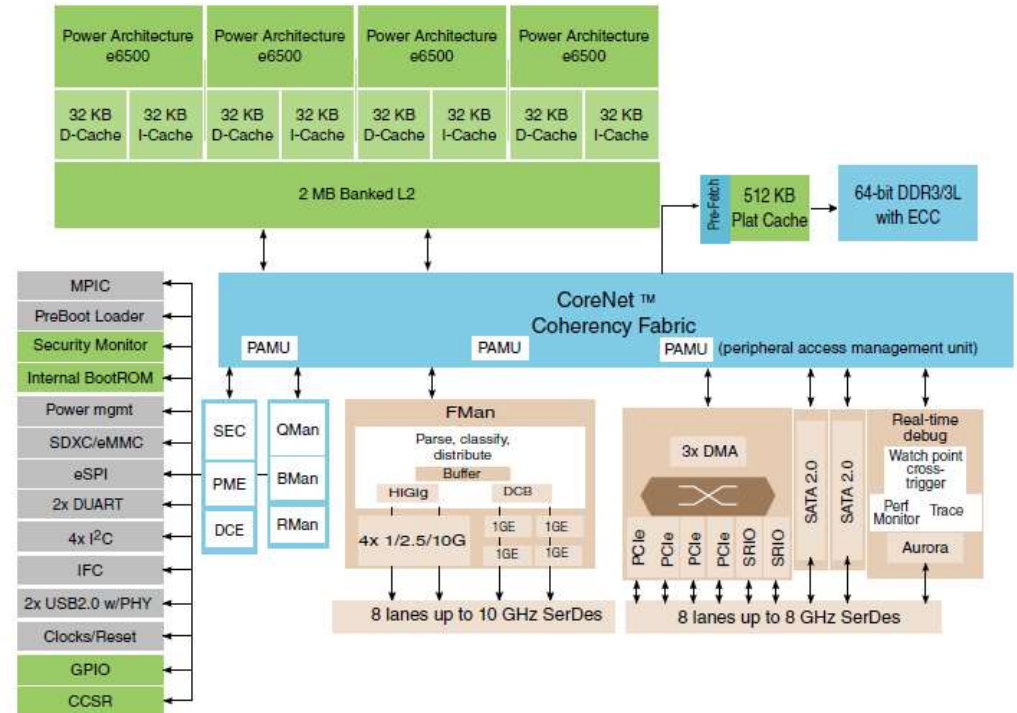 Power Architecture
e6500
Power Architecture
e6500
Power Architecture
e6500
Power Architecture
e6500
32 KB
D-Cache
32 KB
I-Cache
32 KB
D-Cache
32 KB
I-Cache
32 KB
D-Cache
32 KB
I-Cache
32 KB
D-Cache
32 KB
I-Cache
2 MB Banked L2
Pre-Fetch
512 KB
Plat Cache
64-bit DDR3/3L
with ECC
CoreNet ™
Coherency Fabric
PAMU
PAMU
PAMU (peripheral access management unit)
MPIC
PreBoot Loader
Security Monitor
Internal BootROM
Power mgmt
SDXC/eMMC
eSPI
2x DUART
4x I²C
IFC
2x USB2.0 w/PHY
Clocks/Reset
GPIO
CCSR
SEC
PME
DCE
QMan
BMan
RMan
FMan
Parse, classify,
distribute
Buffer
HiGig
DCB
4x 1/2.5/10G
1GE
1GE
1GE
1GE
8 lanes up to 10 GHz SerDes
3x DMA
PCIe
PCIe
PCIe
PCIe
SRIO
SRIO
SATA 2.0
SATA 2.0
Real-time
debug
Watch point
cross-
trigger
Perf
Monitor
Trace
Aurora
8 lanes up to 8 GHz SerDes